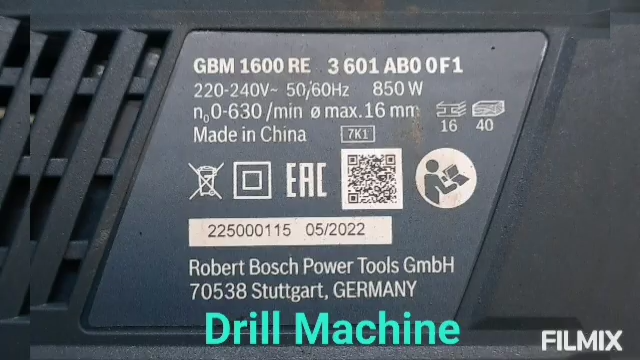 GBM 1600 RE 3 601 AB0 0F1
220-240V~ 50/60Hz 850 W
n₀0-630 /min ø max.16 mm
16 40
Made in China 7K1
EAC
225000115 05/2022
Robert Bosch Power Tools GmbH
70538 Stuttgart, GERMANY
Drill Machine
FILMIX